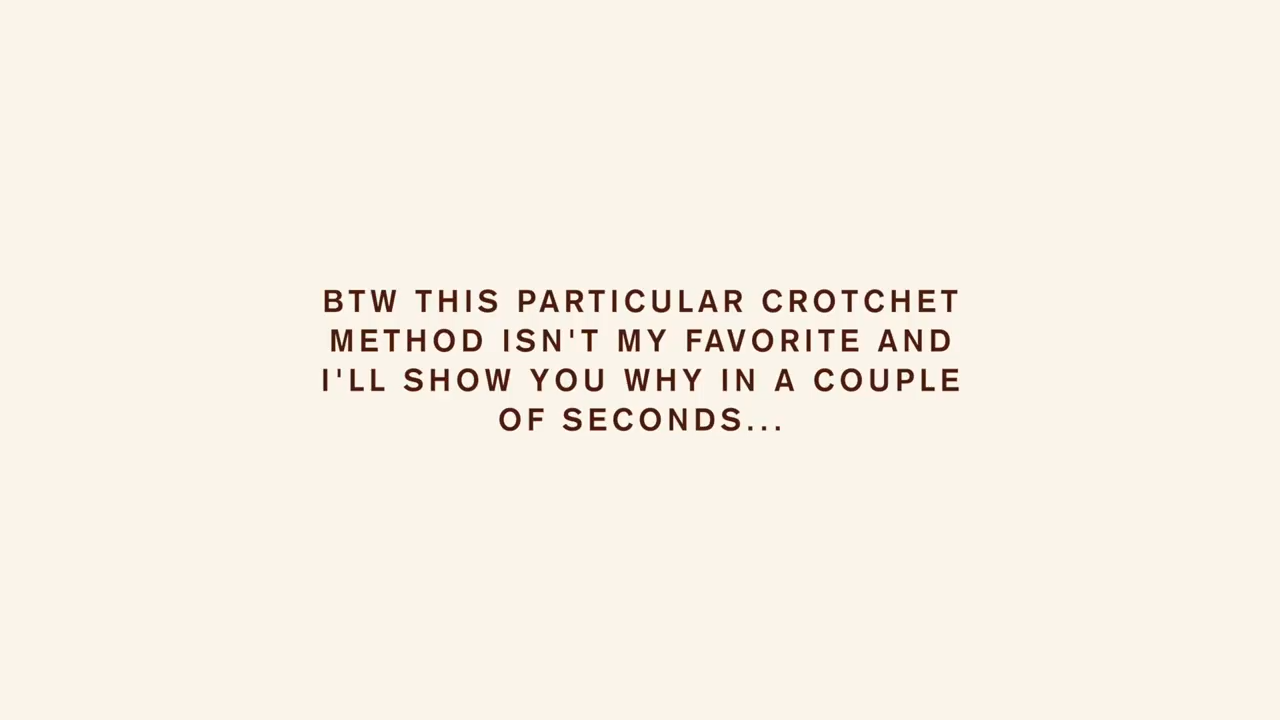 BTW THIS PARTICULAR CROTCHET
METHOD ISN'T MY FAVORITE AND
I'LL SHOW YOU WHY IN A COUPLE
OF SECONDS...